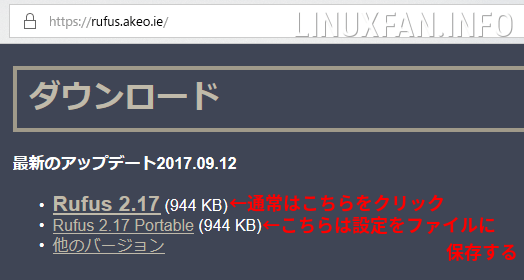 https://rufus.akeo.ie/
LINUXFAN.INFO
ダウンロード
最新のアップデート2017.09.12
• Rufus 2.17 (944 KB)←通常はこちらをクリック
• Rufus 2.17 Portable (944 KB)←こちらは設定をファイルに
保存する
• 他のバージョン